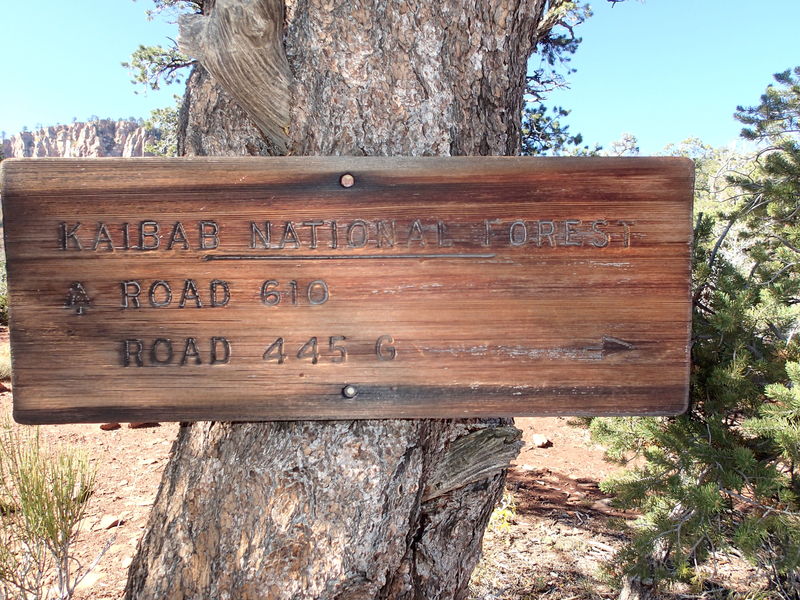 KAIBAB NATIONAL FOREST
ROAD 610
ROAD 445 G